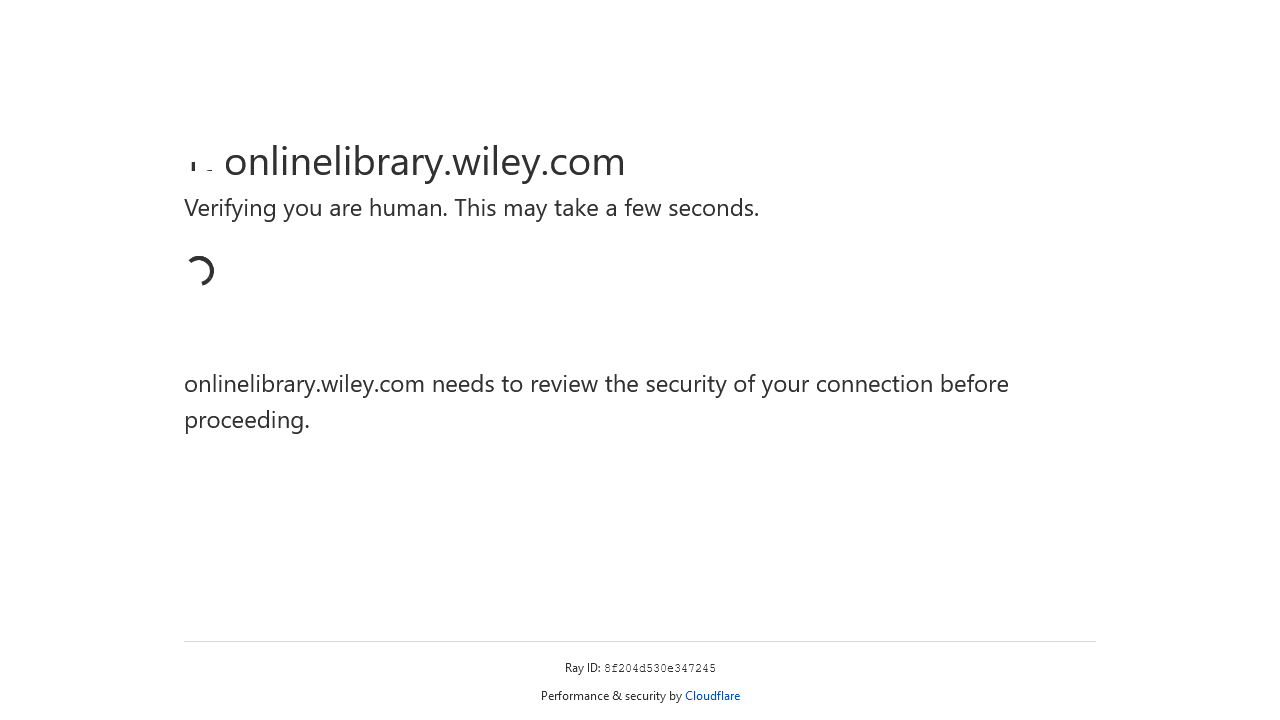 onlinelibrary.wiley.com
Verifying you are human. This may take a few seconds.
onlinelibrary.wiley.com needs to review the security of your connection before
proceeding.
Ray ID: 8f204d530e347245
Performance & security by Cloudflare